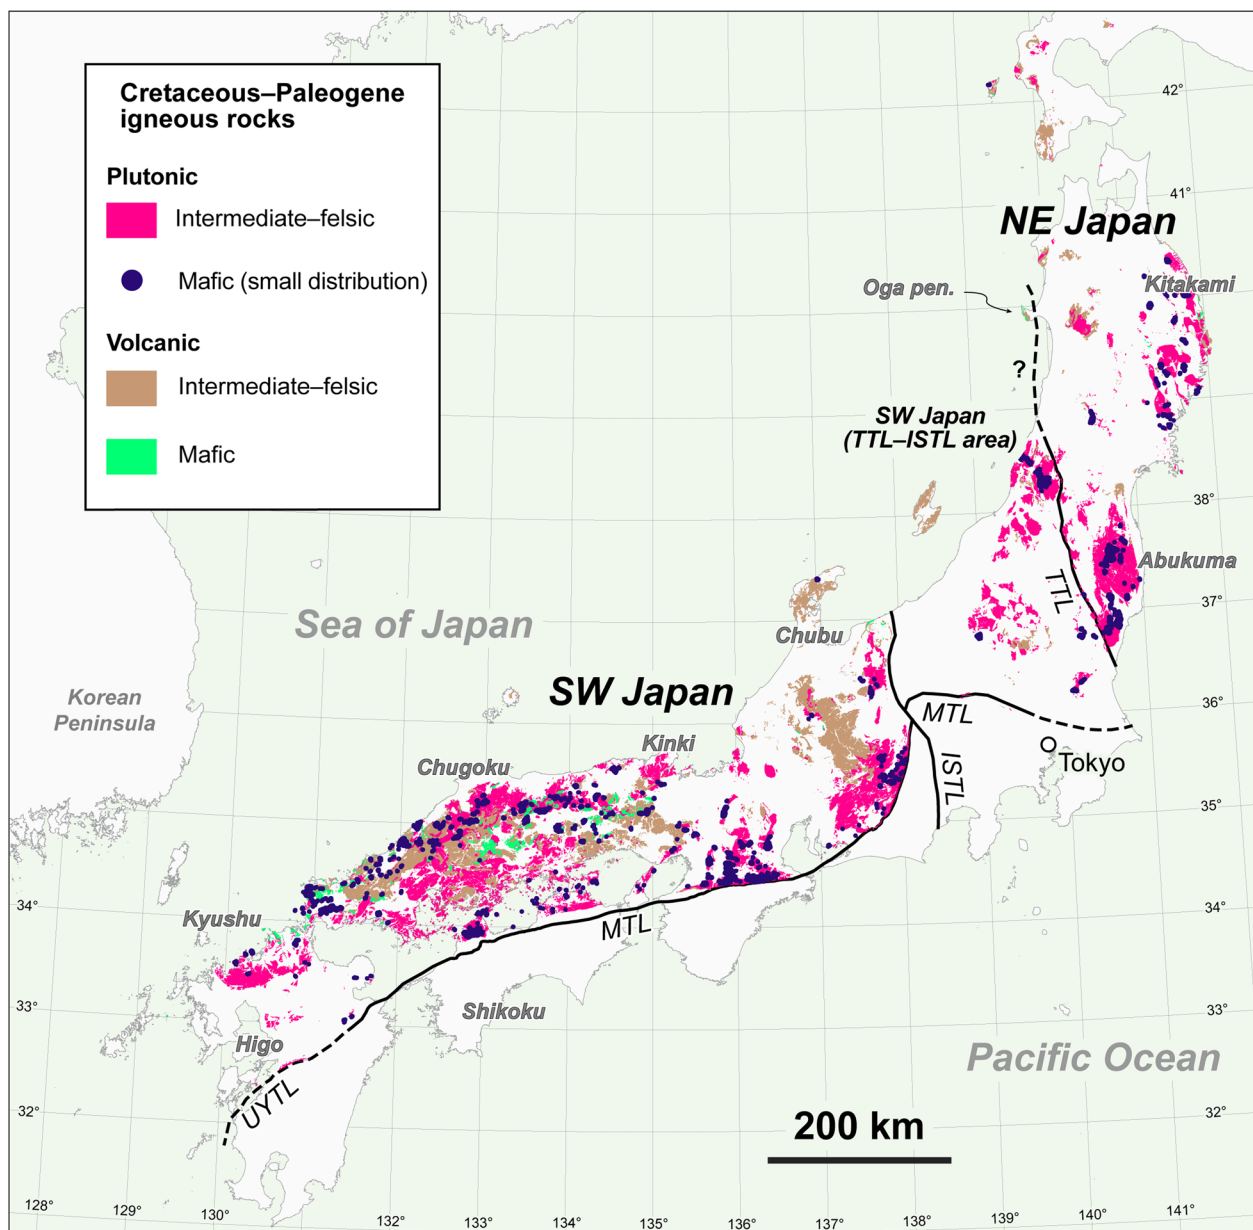 Cretaceous–Paleogene
igneous rocks
Plutonic
Intermediate–felsic
Mafic (small distribution)
Volcanic
Intermediate–felsic
Mafic
42°
41°
NE Japan
Kitakami
Oga pen.
?
SW Japan
(TTL–ISTL area)
38°
Abukuma
TTL
37°
Sea of Japan
Chubu
Korean
Peninsula
SW Japan
36°
MTL
Kinki
Tokyo
Chugoku
ISTL
35°
34°
Kyushu
34°
MTL
33°
Shikoku
33°
Higo
Pacific Ocean
UYTL
32°
32°
200 km
128°
129°
130°
132°
133°
134°
135°
136°
137°
138°
139°
140°
141°